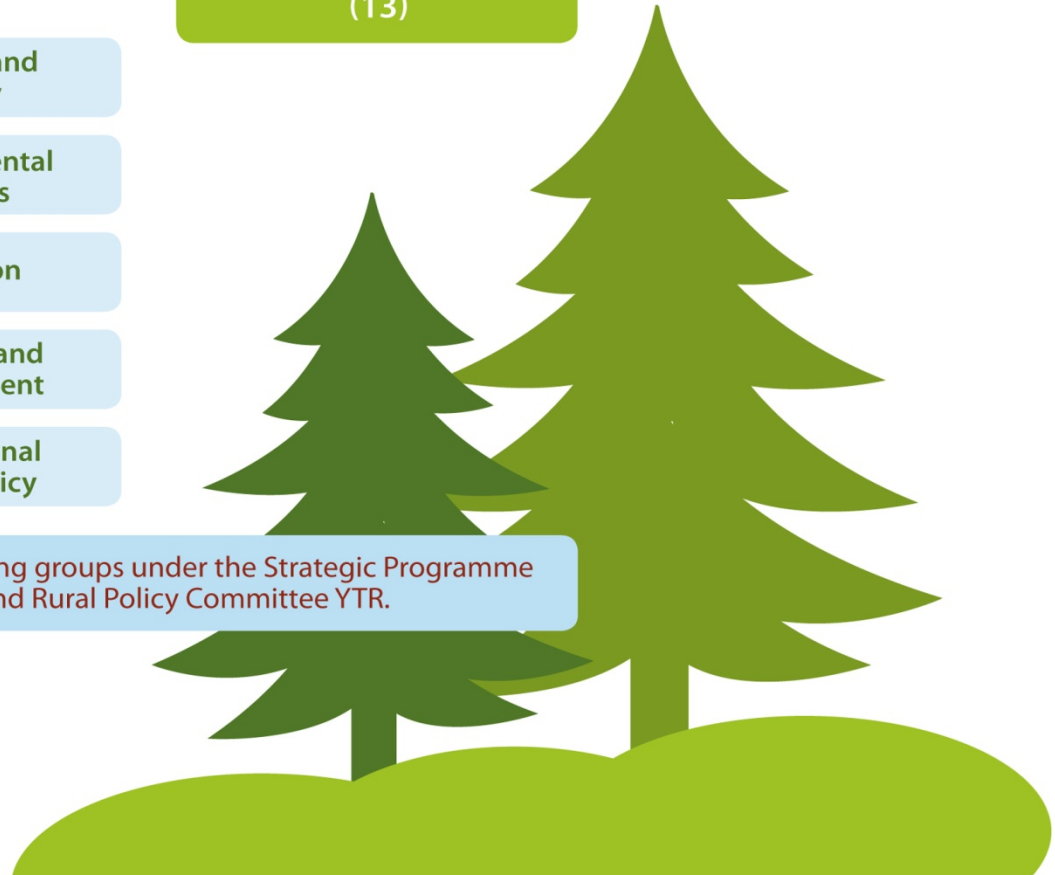 (13)
and
ental
s
on
and
ent
nal
icy
ng groups under the Strategic Programme
nd Rural Policy Committee YTR.